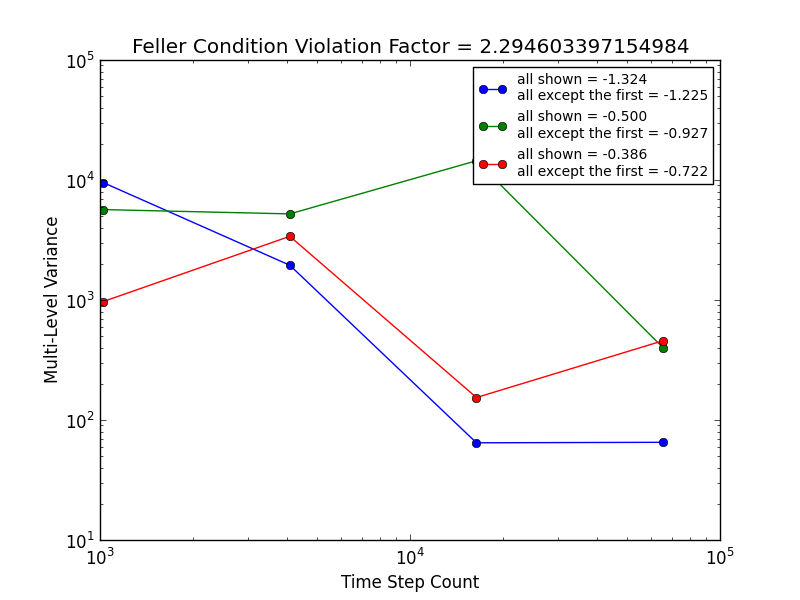 Feller Condition Violation Factor = 2.294603397154984
all shown = -1.324
all except the first = -1.225
all shown = -0.500
all except the first = -0.927
all shown = -0.386
all except the first = -0.722
Multi-Level Variance
10^5
10^4
10^3
10^2
10^1
10^3
10^4
10^5
Time Step Count